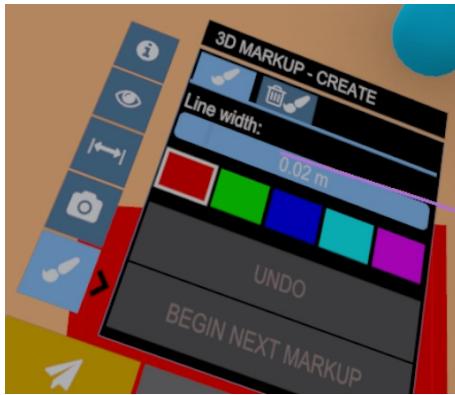 3D MARKUP - CREATE
Line width:
0.02 m
UNDO
BEGIN NEXT MARKUP